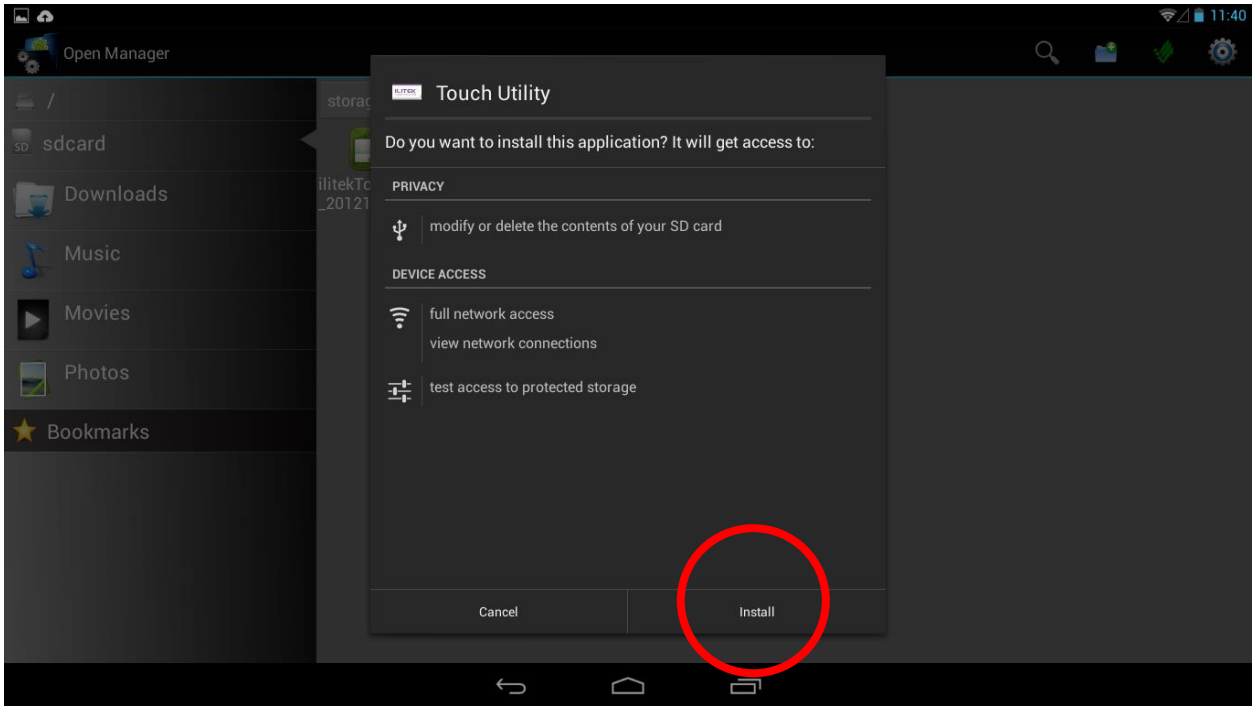 11:40
Open Manager
/
SD sdcard
Downloads
Music
Movies
Photos
Bookmarks
storag
ilitekTo
_20121
ILITEK Touch Utility
Do you want to install this application? It will get access to:
PRIVACY
modify or delete the contents of your SD card
DEVICE ACCESS
full network access
view network connections
test access to protected storage
Cancel
Install